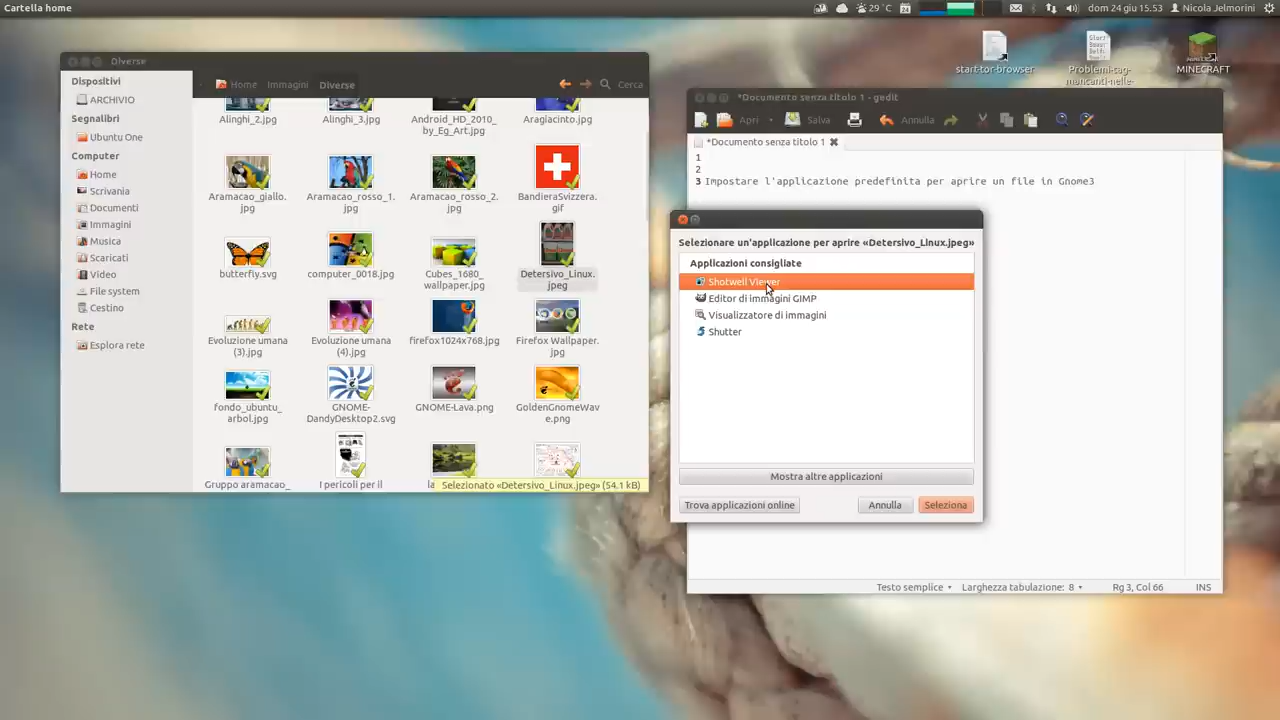 Cartella home
29 °C
24
dom 24 giu 15.53
Nicola Jelmorini
start-tor-browser
Problemi-tag-
mancanti-nelle-
MINECRAFT
Diverse
Home
Immagini
Diverse
Cerca
Dispositivi
ARCHIVIO
Segnalibri
Ubuntu One
Computer
Home
Scrivania
Documenti
Immagini
Musica
Scaricati
Video
File system
Cestino
Rete
Esplora rete
Alinghi_2.jpg
Alinghi_3.jpg
Android_HD_2010_
by_Eg_Art.jpg
Aragiacinto.jpg
Aramacao_giallo.
jpg
Aramacao_rosso_1.
jpg
Aramacao_rosso_2.
jpg
BandieraSvizzera.
gif
butterfly.svg
computer_0018.jpg
Cubes_1680_
wallpaper.jpg
Detersivo_Linux.
jpeg
Evoluzione umana
(3).jpg
Evoluzione umana
(4).jpg
firefox1024x768.jpg
Firefox Wallpaper.
jpg
fondo_ubuntu_
arbol.jpg
GNOME-
DandyDesktop2.svg
GNOME-Lava.png
GoldenGnomeWav
e.png
Gruppo aramacao_
I pericoli per il
Selezionato «Detersivo_Linux.jpeg» (54.1 kB)
*Documento senza titolo 1 - gedit
Apri
Salva
Annulla
*Documento senza titolo 1
1
2
3 Impostare l'applicazione predefinita per aprire un file in Gnome3
Selezionare un'applicazione per aprire «Detersivo_Linux.jpeg»
Applicazioni consigliate
Shotwell Viewer
Editor di immagini GIMP
Visualizzatore di immagini
Shutter
Mostra altre applicazioni
Trova applicazioni online
Annulla
Seleziona
Testo semplice
Larghezza tabulazione: 8
Rg 3, Col 66
INS